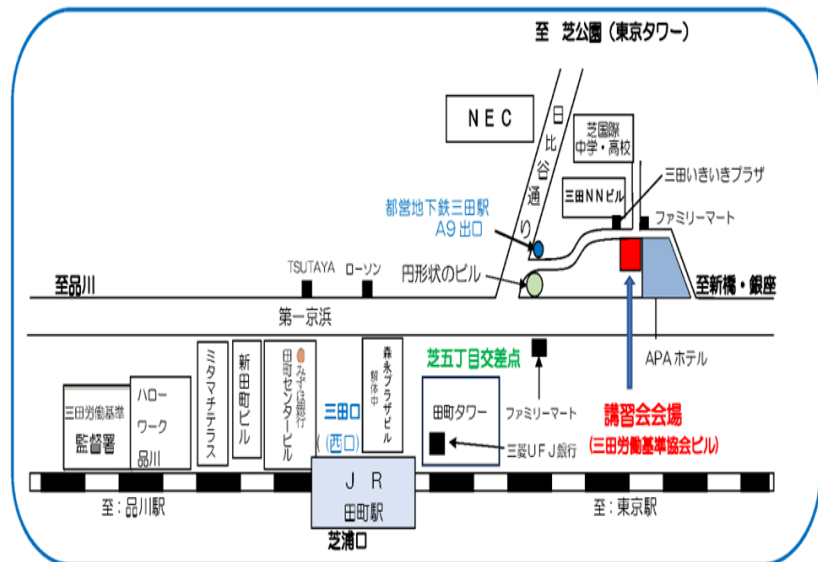 至 芝公園（東京タワー）
NEC
日比谷通り
芝国際
中学・高校
三田いきいきプラザ
三田NNビル
ファミリーマート
都営地下鉄三田駅
A9出口
円形状のビル
TSUTAYA
ローソン
至品川
至新橋・銀座
第一京浜
APAホテル
芝五丁目交差点
ファミリーマート
講習会会場
(三田労働基準協会ビル)
三田労働基準
監督署
ハロー
ワーク
品川
ミタマチテラス
新田町ビル
みずほ銀行
田町センタービル
三田口
(西口)
森永プラザビル
解体中
田町タワー
三菱UFJ銀行
JR
田町駅
芝浦口
至：品川駅
至：東京駅